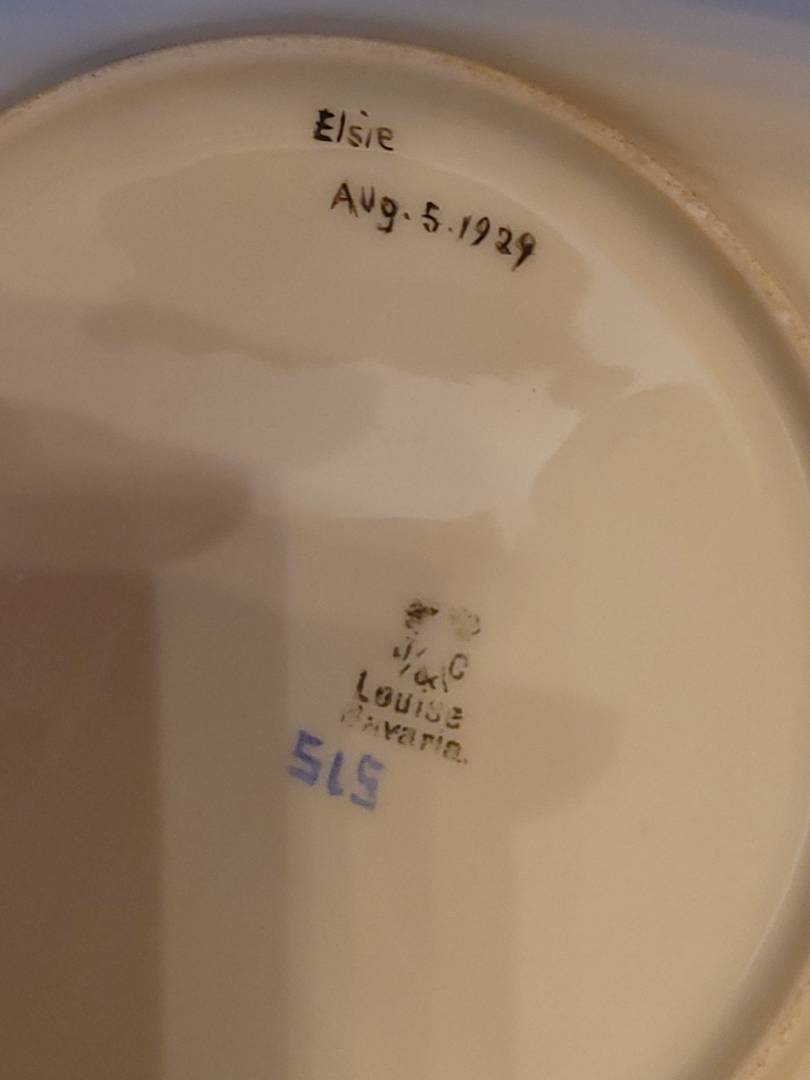 Elsie
Aug. 5. 1929
J & C
Louise
Bavaria.
515